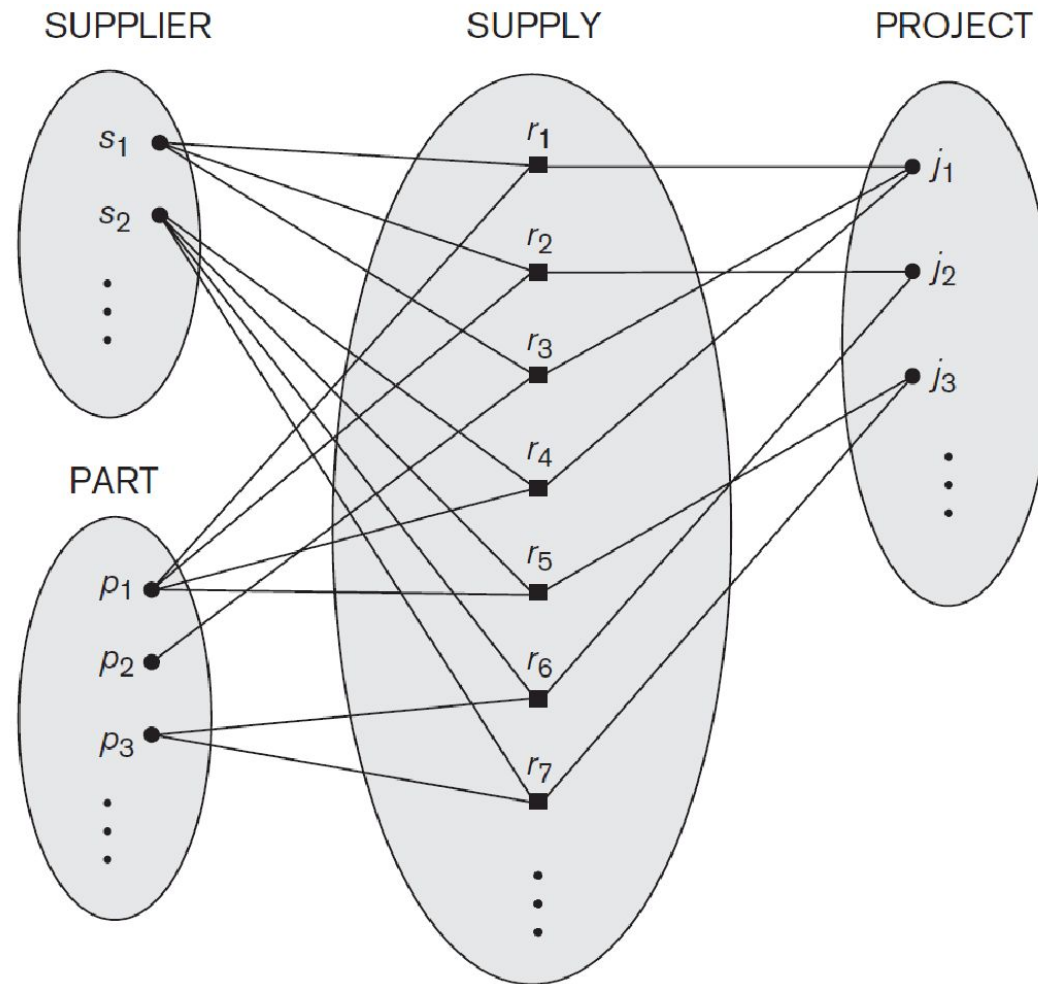 SUPPLIER
SUPPLY
PROJECT
s1
s2
PART
p1
p2
p3
r1
r2
r3
r4
r5
r6
r7
j1
j2
j3